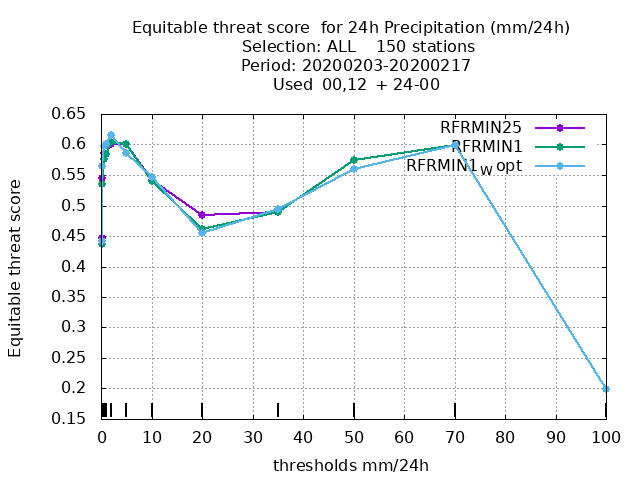 Equitable threat score  for 24h Precipitation (mm/24h)
Selection: ALL    150 stations
Period: 20200203-20200217
Used  00,12  + 24-00
RFRMIN25
RFRMIN1
RFRMIN1w opt
Equitable threat score
0.65
0.6
0.55
0.5
0.45
0.4
0.35
0.3
0.25
0.2
0.15
0 10 20 30 40 50 60 70 80 90 100
thresholds mm/24h